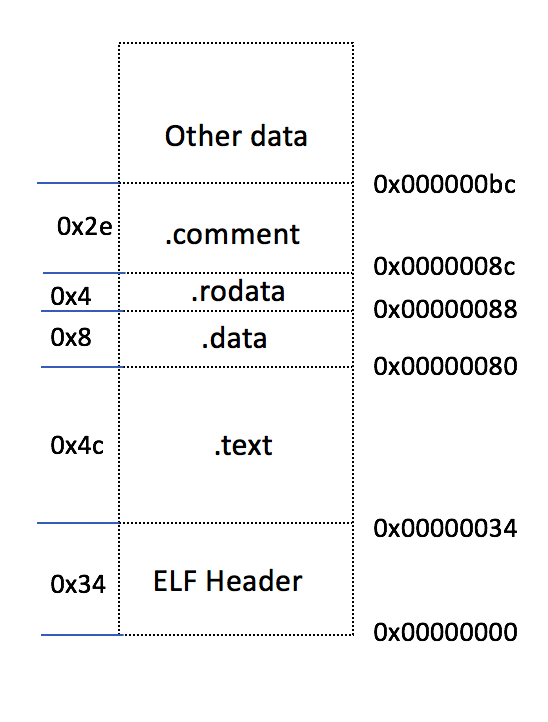 Other data
0x000000bc
0x2e
.comment
0x0000008c
0x4
.rodata
0x00000088
0x8
.data
0x00000080
0x4c
.text
0x00000034
0x34
ELF Header
0x00000000